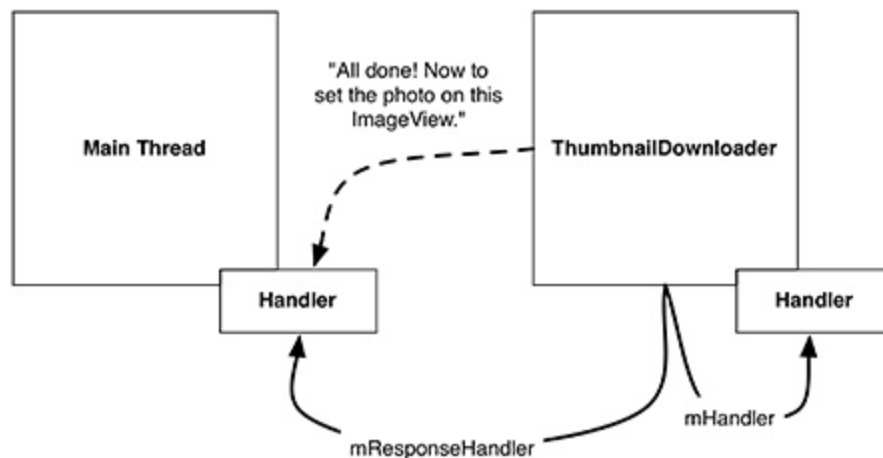 "All done! Now to
set the photo on this
ImageView."
Main Thread
ThumbnailDownloader
Handler
Handler
mHandler
mResponseHandler